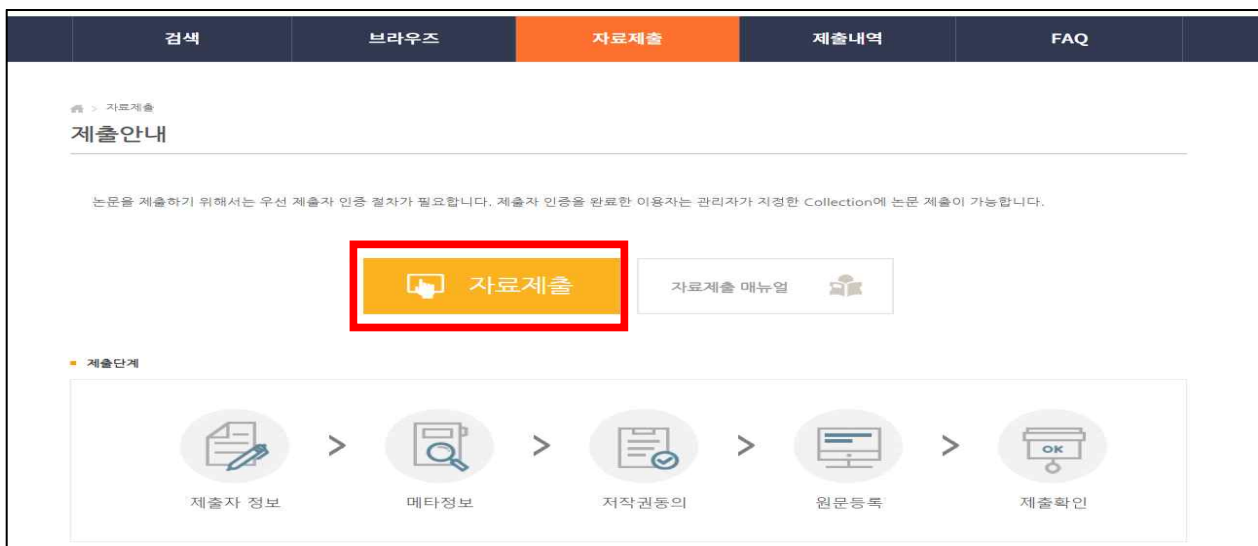 검색 브라우즈 자료제출 제출내역 FAQ
> 자료제출
제출안내
논문을 제출하기 위해서는 우선 제출자 인증 절차가 필요합니다. 제출자 인증을 완료한 이용자는 관리자가 지정한 Collection에 논문 제출이 가능합니다.
자료제출 자료제출 매뉴얼
제출단계
OK
제출자 정보 > 메타정보 > 저작권동의 > 원문등록 > 제출확인